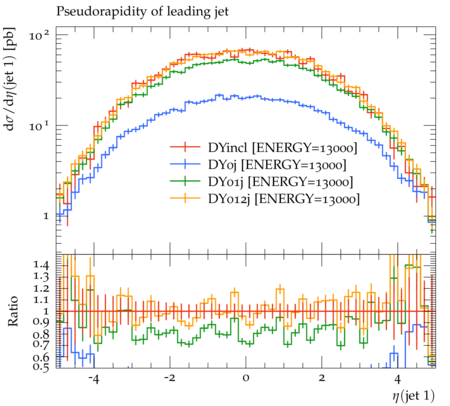 Pseudorapidity of leading jet
dσ/dη(jet 1) [pb]
10²
10¹
1
DYincl [ENERGY=13000]
DY0j [ENERGY=13000]
DY01j [ENERGY=13000]
DY012j [ENERGY=13000]
Ratio
1.4
1.3
1.2
1.1
1
0.9
0.8
0.7
0.6
0.5
-4 -2 0 2 4
η(jet 1)